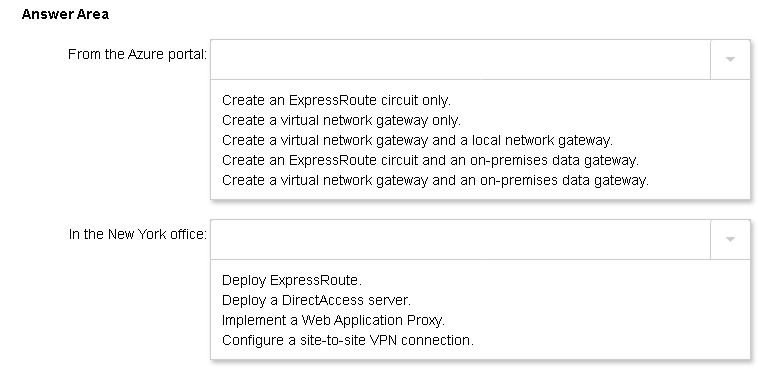 Answer Area
From the Azure portal:
Create an ExpressRoute circuit only.
Create a virtual network gateway only.
Create a virtual network gateway and a local network gateway.
Create an ExpressRoute circuit and an on-premises data gateway.
Create a virtual network gateway and an on-premises data gateway.
In the New York office:
Deploy ExpressRoute.
Deploy a DirectAccess server.
Implement a Web Application Proxy.
Configure a site-to-site VPN connection.